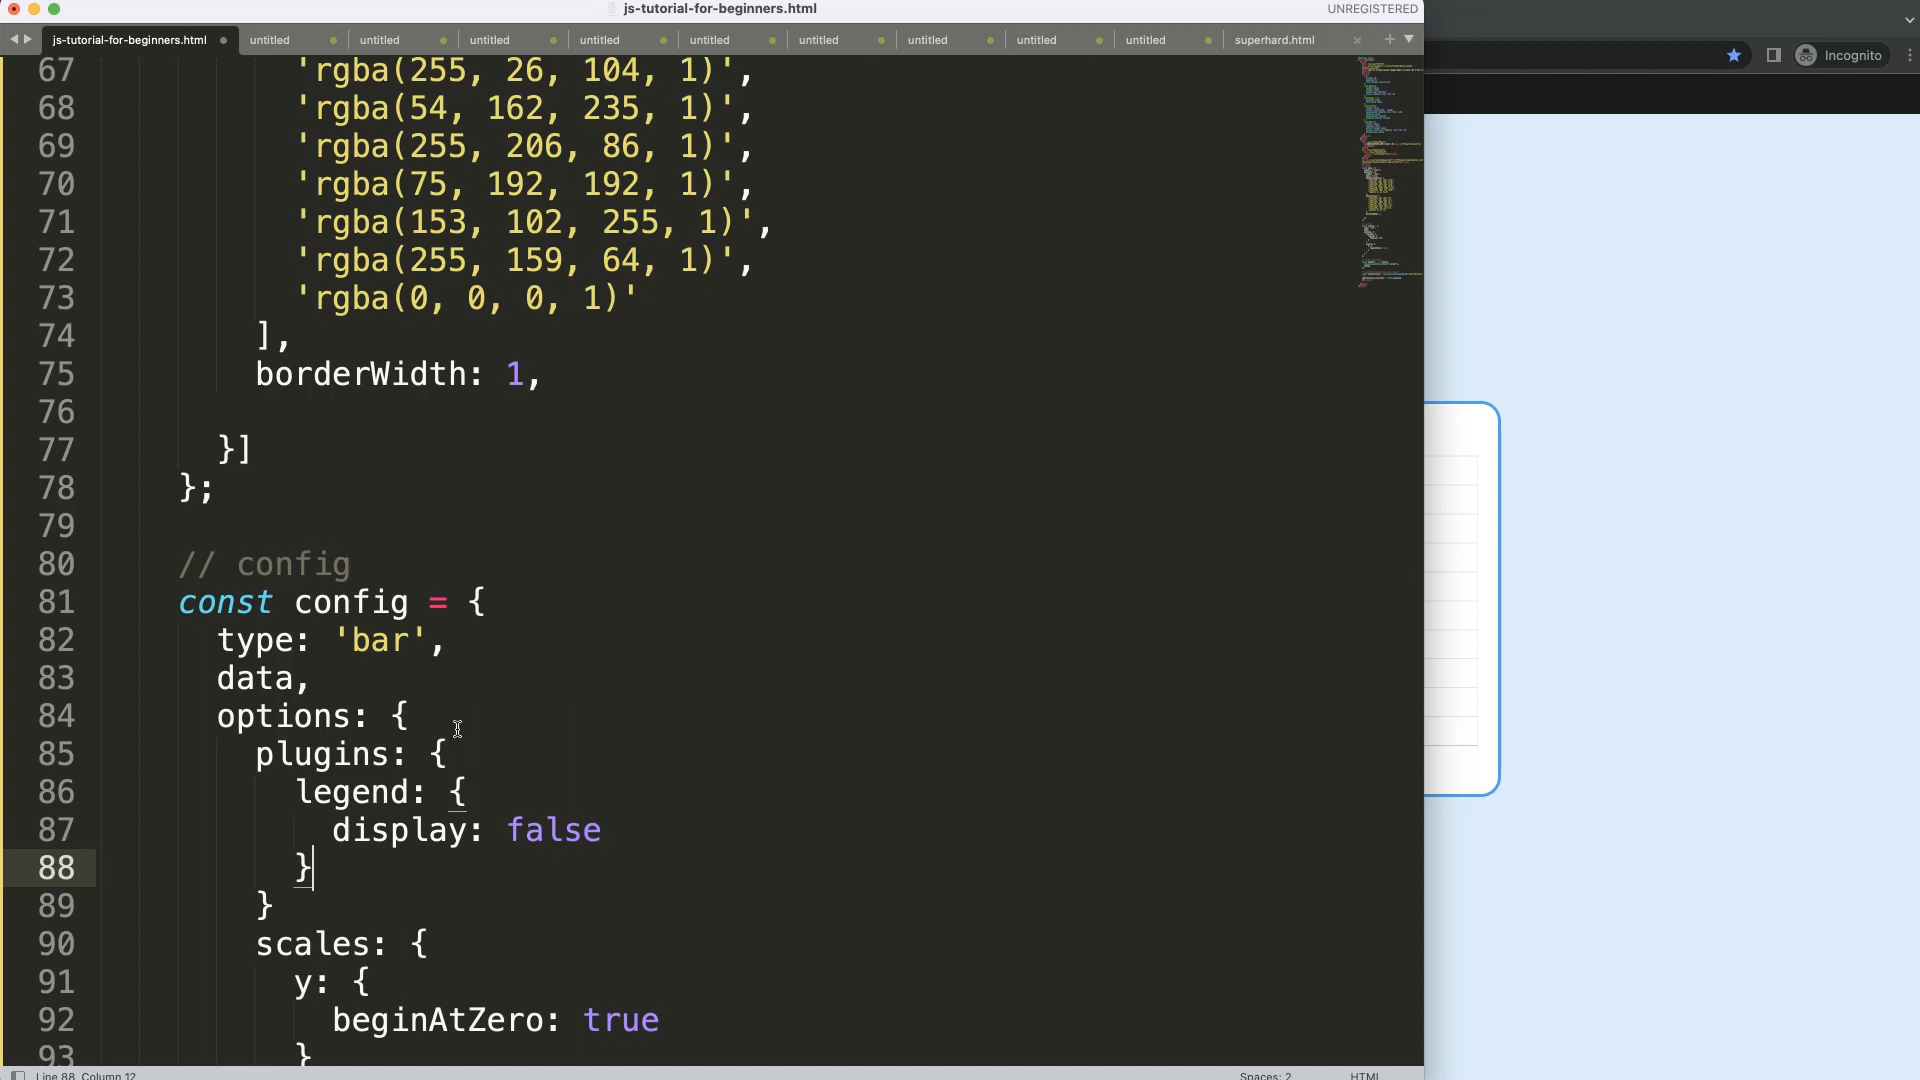 js-tutorial-for-beginners.html
UNREGISTERED
js-tutorial-for-beginners.html untitled untitled untitled untitled untitled untitled untitled untitled untitled superhard.html
Incognito
67 'rgba(255, 26, 104, 1)',
68 'rgba(54, 162, 235, 1)',
69 'rgba(255, 206, 86, 1)',
70 'rgba(75, 192, 192, 1)',
71 'rgba(153, 102, 255, 1)',
72 'rgba(255, 159, 64, 1)',
73 'rgba(0, 0, 0, 1)'
74 ],
75 borderWidth: 1,
76
77 }]
78 };
79
80 // config
81 const config = {
82 type: 'bar',
83 data,
84 options: {
85 plugins: {
86 legend: {
87 display: false
88 }
89 }
90 scales: {
91 y: {
92 beginAtZero: true
93 }
Line 88, Column 12
Spaces: 2
HTML